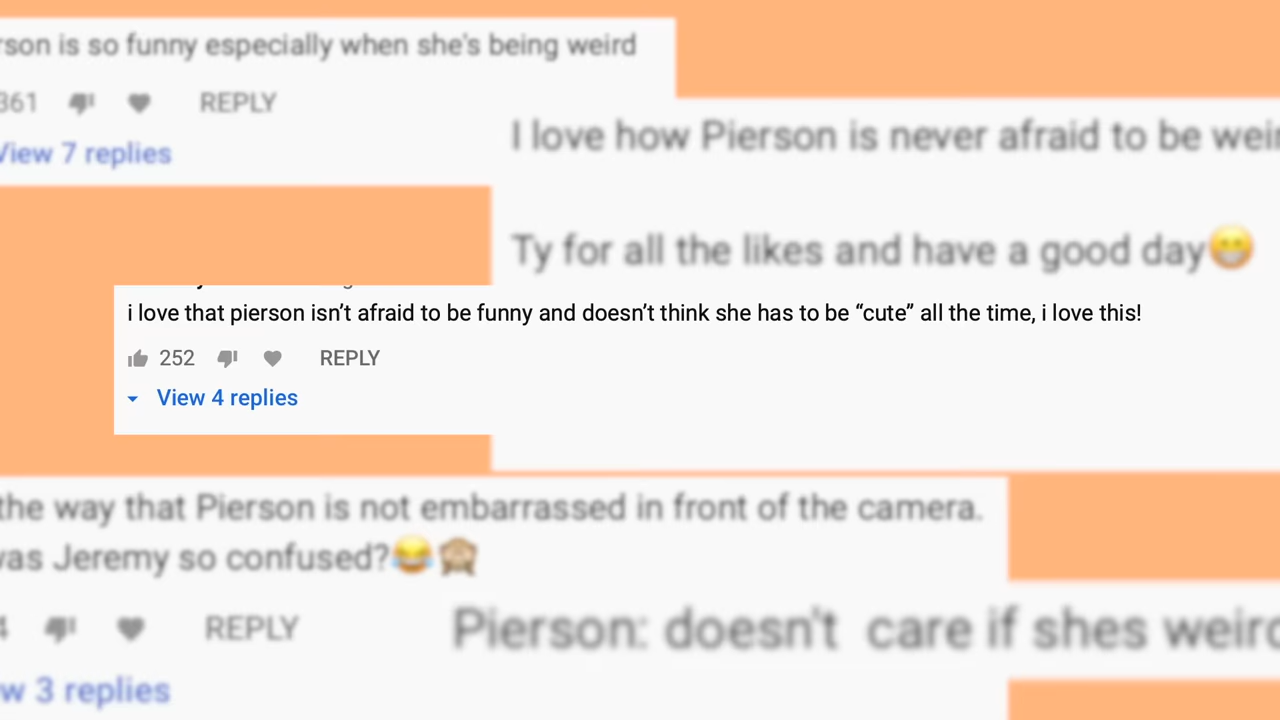 rson is so funny especially when she's being weird
361 REPLY
View 7 replies
I love how Pierson is never afraid to be wei
Ty for all the likes and have a good day😁
i love that pierson isn’t afraid to be funny and doesn’t think she has to be “cute” all the time, i love this!
252 REPLY
View 4 replies
the way that Pierson is not embarrassed in front of the camera.
was Jeremy so confused?😂🙈
4 REPLY
Pierson: doesn't care if shes weird
w 3 replies